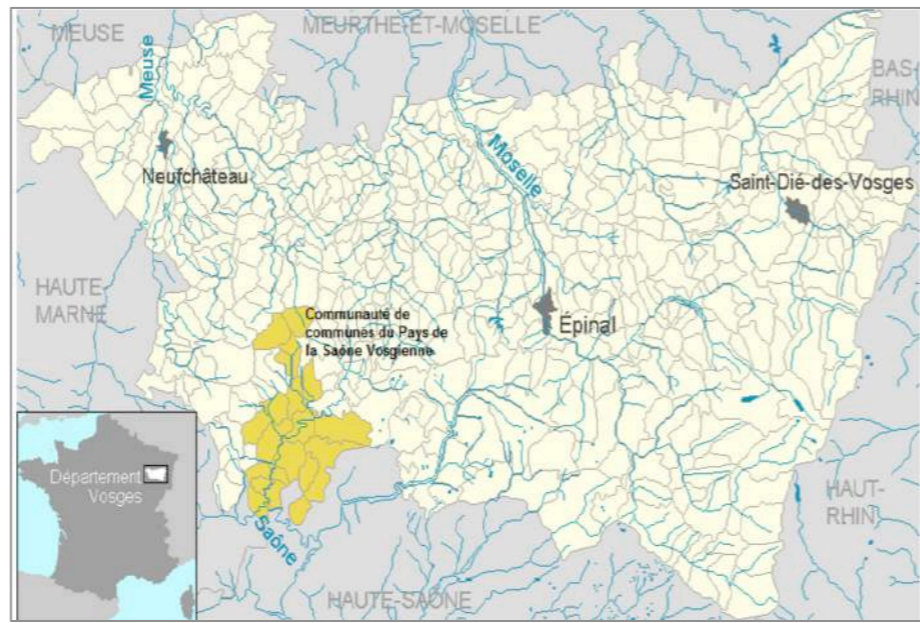 MEUSE
MEURTHE-ET-MOSELLE
Meuse
BAS-
RHIN
Moselle
Neufchâteau
Saint-Dié-des-Vosges
HAUTE-
MARNE
Communauté de
communes du Pays de
la Saône Vosgienne
Épinal
Département
Vosges
HAUT-
RHIN
Saône
HAUTE-SAÔNE